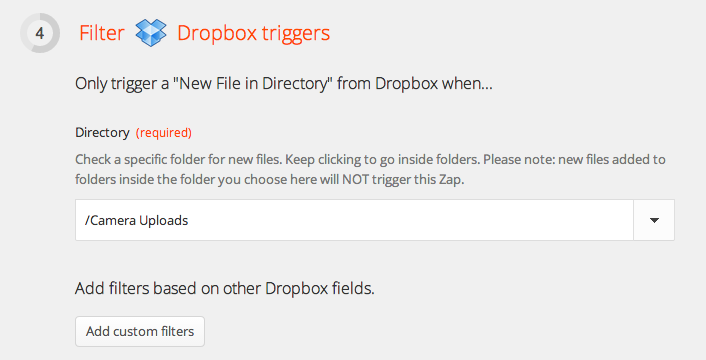 4 Filter Dropbox triggers
Only trigger a "New File in Directory" from Dropbox when...
Directory (required)
Check a specific folder for new files. Keep clicking to go inside folders. Please note: new files added to
folders inside the folder you choose here will NOT trigger this Zap.
/Camera Uploads
Add filters based on other Dropbox fields.
Add custom filters